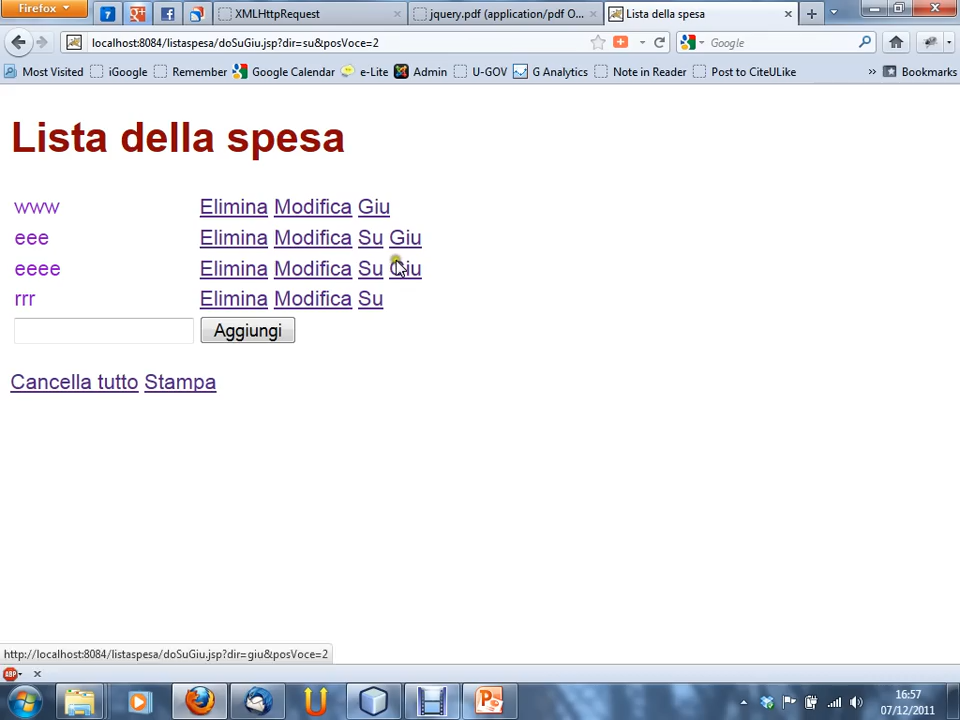 Firefox
7
XMLHttpRequest
jquery.pdf (application/pdf O...
Lista della spesa
localhost:8084/listaspesa/doSuGiu.jsp?dir=su&posVoce=2
Google
Most Visited iGoogle Remember Google Calendar e-Lite Admin U-GOV G Analytics Note in Reader Post to CiteULike » Bookmarks
Lista della spesa
www Elimina Modifica Giu
eee Elimina Modifica Su Giu
eeee Elimina Modifica Su Giu
rrr Elimina Modifica Su
Aggiungi
Cancella tutto Stampa
http://localhost:8084/listaspesa/doSuGiu.jsp?dir=giu&posVoce=2
ABP
16:57
07/12/2011